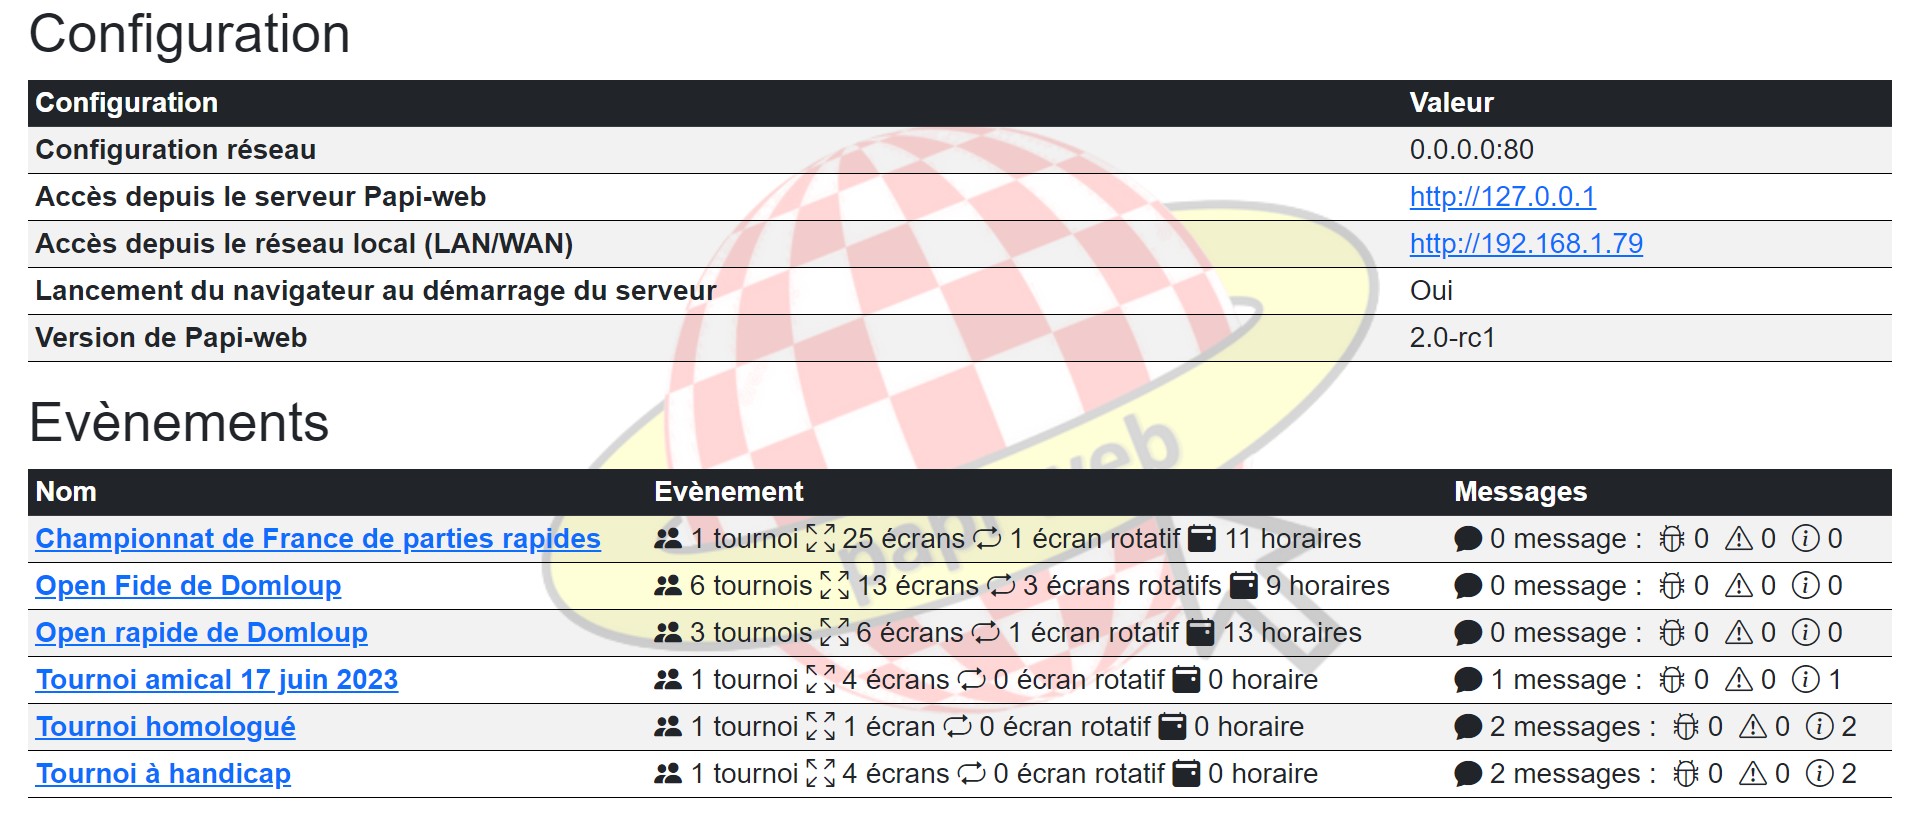 Configuration
Configuration Valeur
Configuration réseau 0.0.0.0:80
Accès depuis le serveur Papi-web http://127.0.0.1
Accès depuis le réseau local (LAN/WAN) http://192.168.1.79
Lancement du navigateur au démarrage du serveur Oui
Version de Papi-web 2.0-rc1
Evènements
Nom Evènement Messages
Championnat de France de parties rapides 1 tournoi 25 écrans 1 écran rotatif 11 horaires 0 message : 0 0 0
Open Fide de Domloup 6 tournois 13 écrans 3 écrans rotatifs 9 horaires 0 message : 0 0 0
Open rapide de Domloup 3 tournois 6 écrans 1 écran rotatif 13 horaires 0 message : 0 0 0
Tournoi amical 17 juin 2023 1 tournoi 4 écrans 0 écran rotatif 0 horaire 1 message : 0 0 1
Tournoi homologué 1 tournoi 1 écran 0 écran rotatif 0 horaire 2 messages : 0 0 2
Tournoi à handicap 1 tournoi 4 écrans 0 écran rotatif 0 horaire 2 messages : 0 0 2
papi web